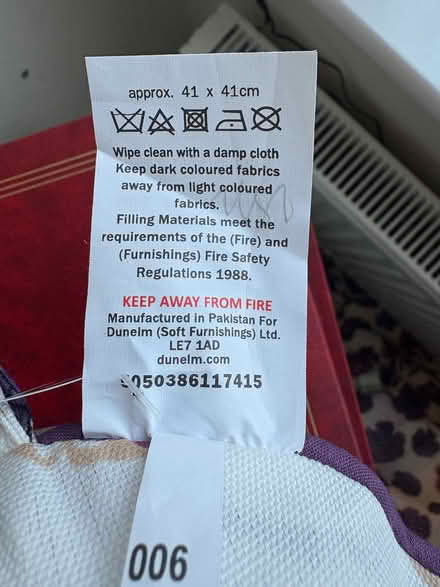 approx. 41 x 41cm
Wipe clean with a damp cloth
Keep dark coloured fabrics
away from light coloured
fabrics.
Filling Materials meet the
requirements of the (Fire) and
(Furnishings) Fire Safety
Regulations 1988.
KEEP AWAY FROM FIRE
Manufactured in Pakistan For
Dunelm (Soft Furnishings) Ltd.
LE7 1AD
dunelm.com
5050386117415
006